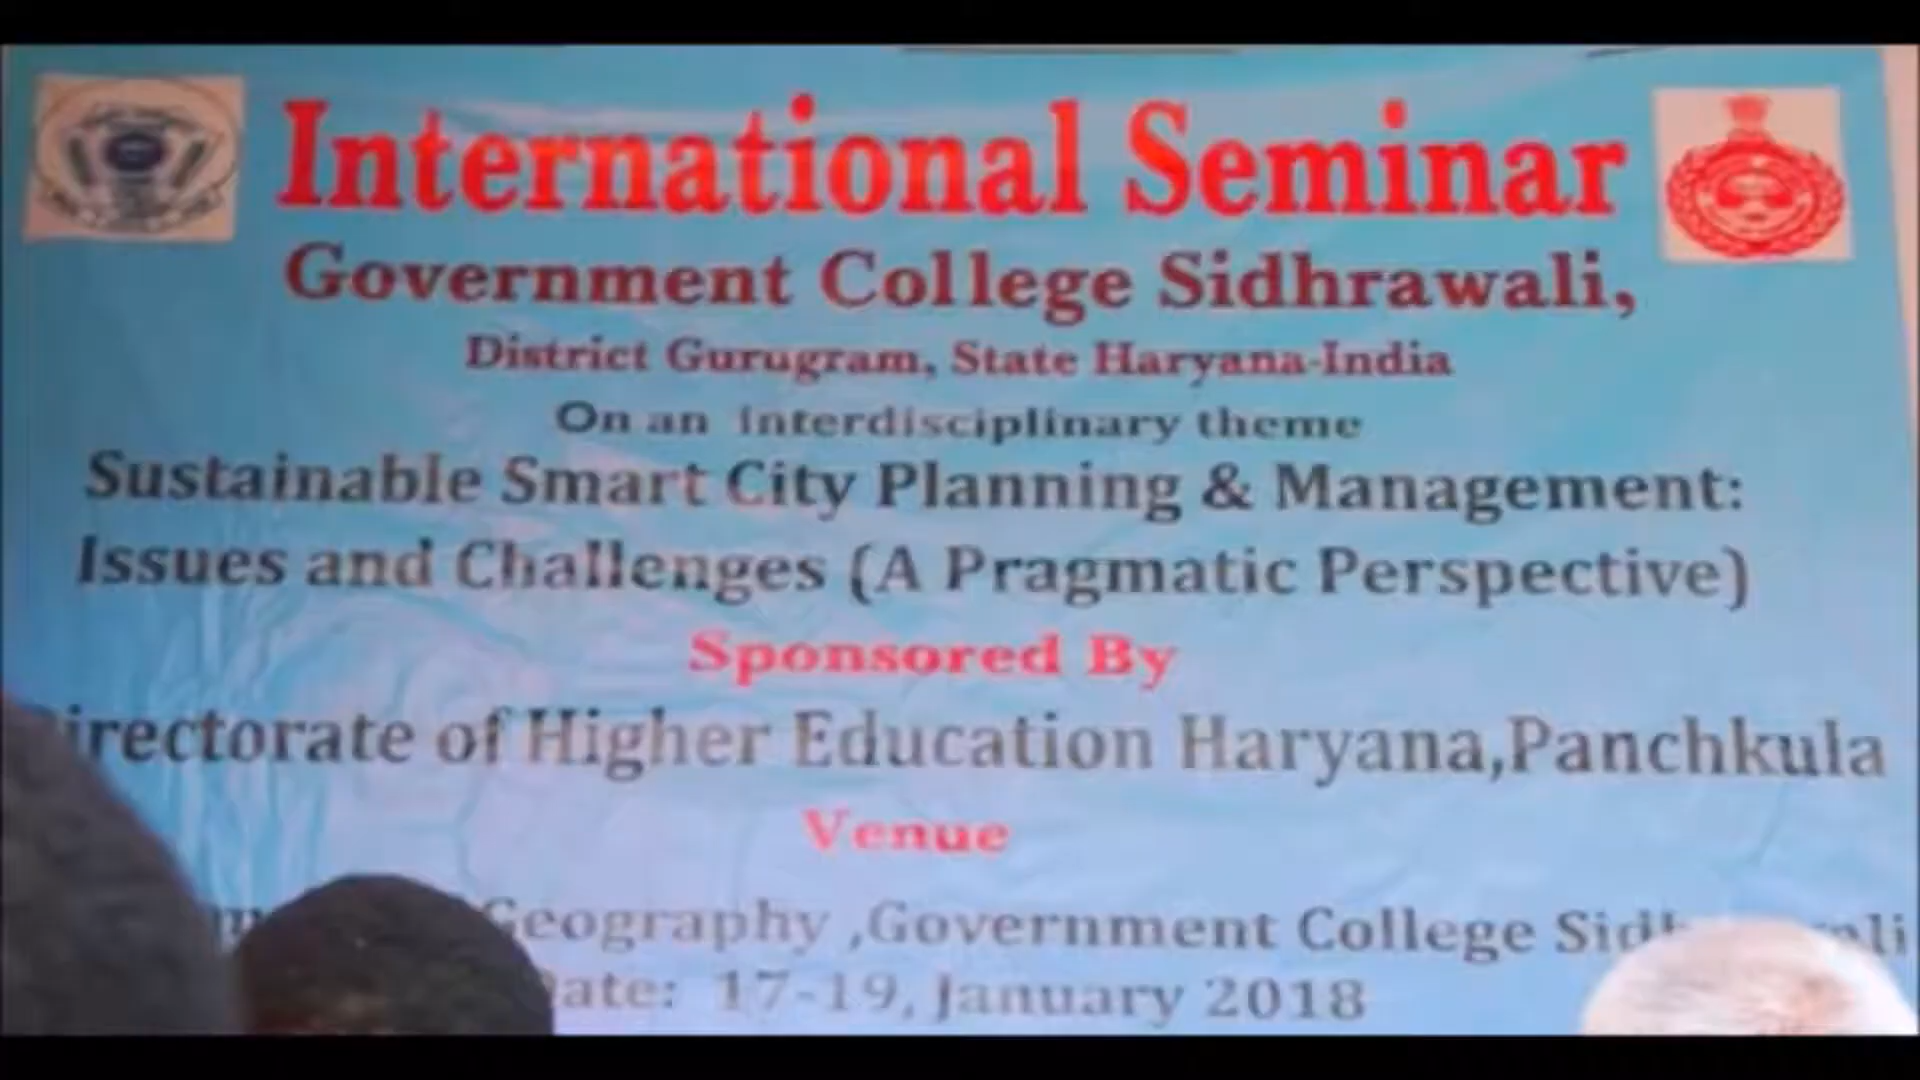 International Seminar
Government College Sidhrawali,
District Gurugram, State Haryana-India
On an interdisciplinary theme
Sustainable Smart City Planning & Management:
Issues and Challenges (A Pragmatic Perspective)
Sponsored By
irectorate of Higher Education Haryana,Panchkula
Venue
Geography ,Government College
ate: 17-19, January 2018